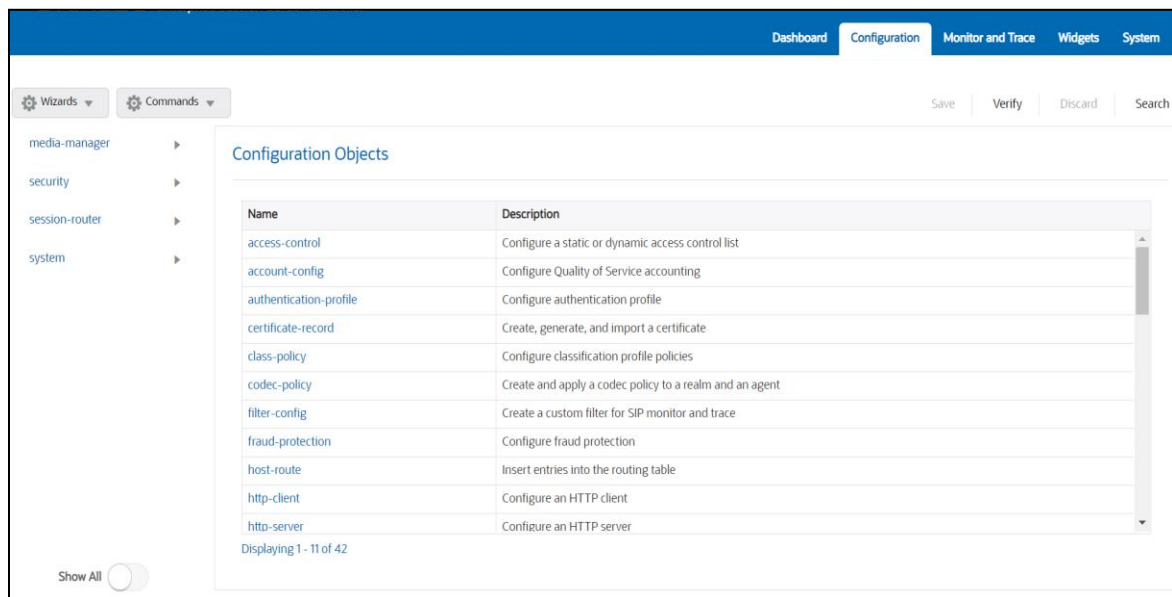 Dashboard Configuration Monitor and Trace Widgets System
Wizards Commands Save Verify Discard Search
media-manager
security
session-router
system
Show All
Configuration Objects
Name Description
access-control Configure a static or dynamic access control list
account-config Configure Quality of Service accounting
authentication-profile Configure authentication profile
certificate-record Create, generate, and import a certificate
class-policy Configure classification profile policies
codec-policy Create and apply a codec policy to a realm and an agent
filter-config Create a custom filter for SIP monitor and trace
fraud-protection Configure fraud protection
host-route Insert entries into the routing table
http-client Configure an HTTP client
http-server Configure an HTTP server
Displaying 1 - 11 of 42